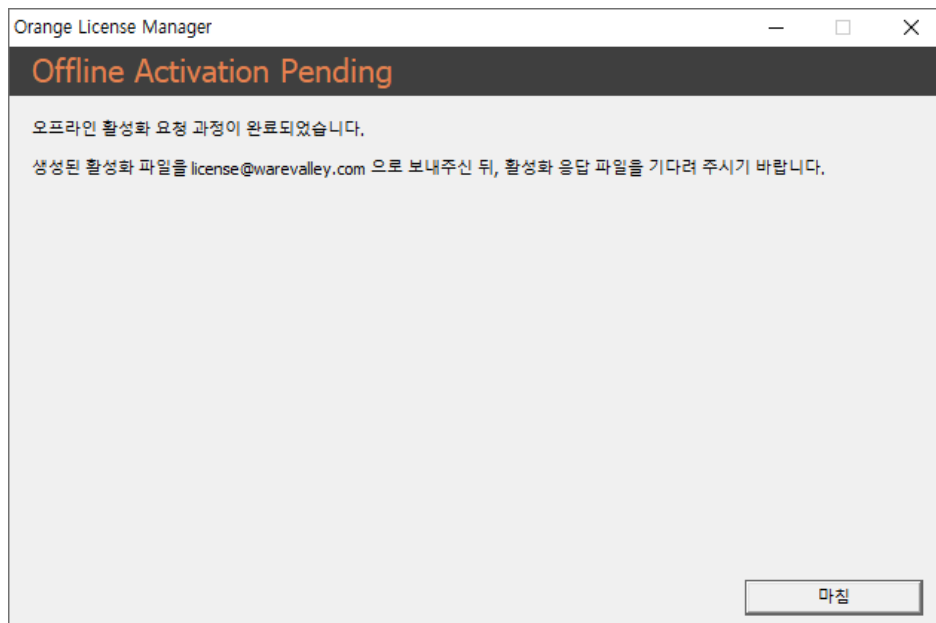 Orange License Manager
Offline Activation Pending
오프라인 활성화 요청 과정이 완료되었습니다.
생성된 활성화 파일을 license@warevalley.com 으로 보내주신 뒤, 활성화 응답 파일을 기다려 주시기 바랍니다.
마침